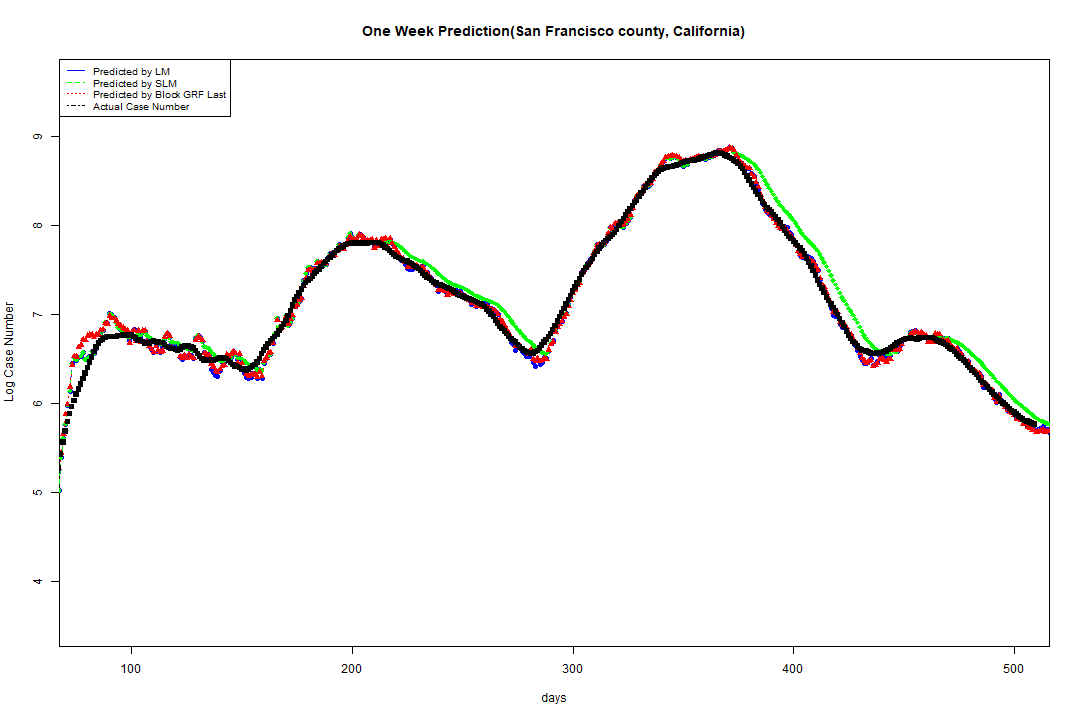 One Week Prediction(San Francisco county, California)
Predicted by LM
Predicted by SLM
Predicted by Block GRF Last
Actual Case Number
9
8
7
6
5
4
Log Case Number
100 200 300 400 500
days